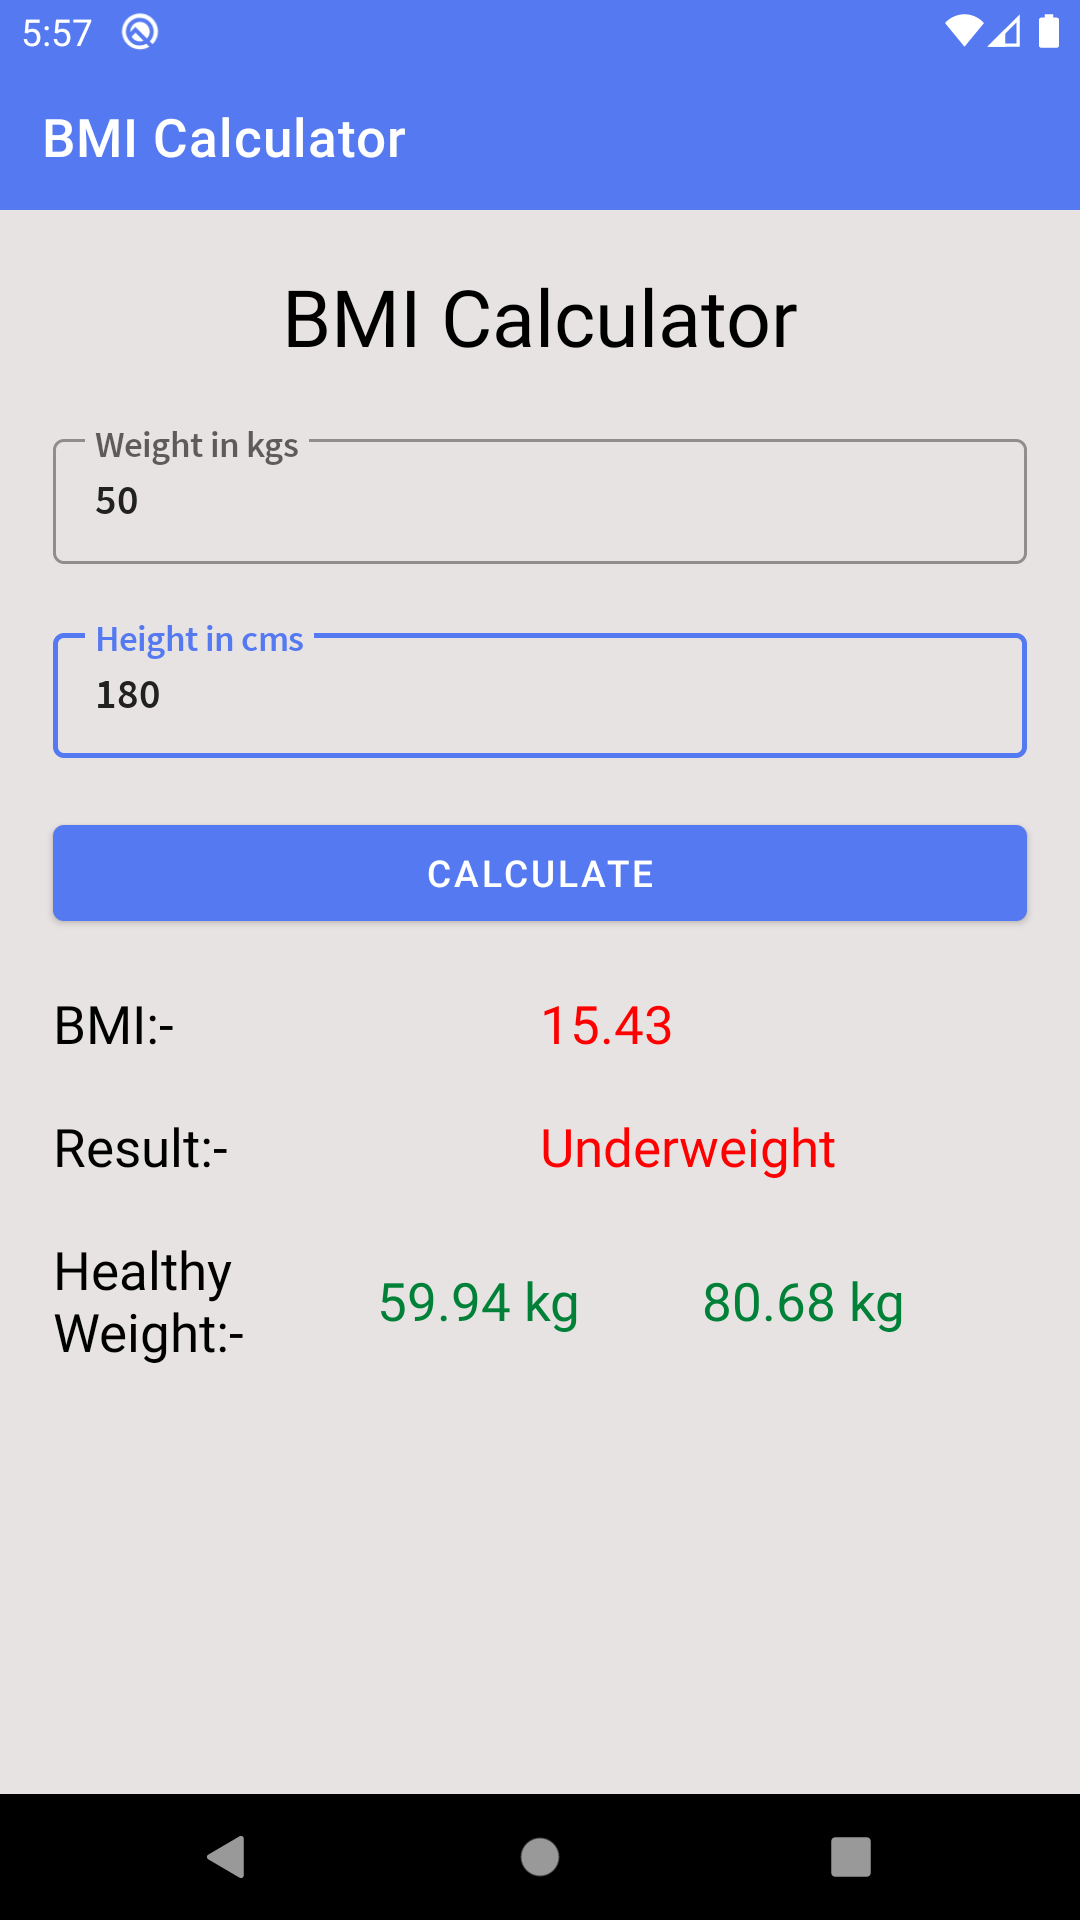 5:57
BMI Calculator
BMI Calculator
Weight in kgs
50
Height in cms
180
CALCULATE
BMI:- 15.43
Result:- Underweight
Healthy
Weight:- 59.94 kg 80.68 kg